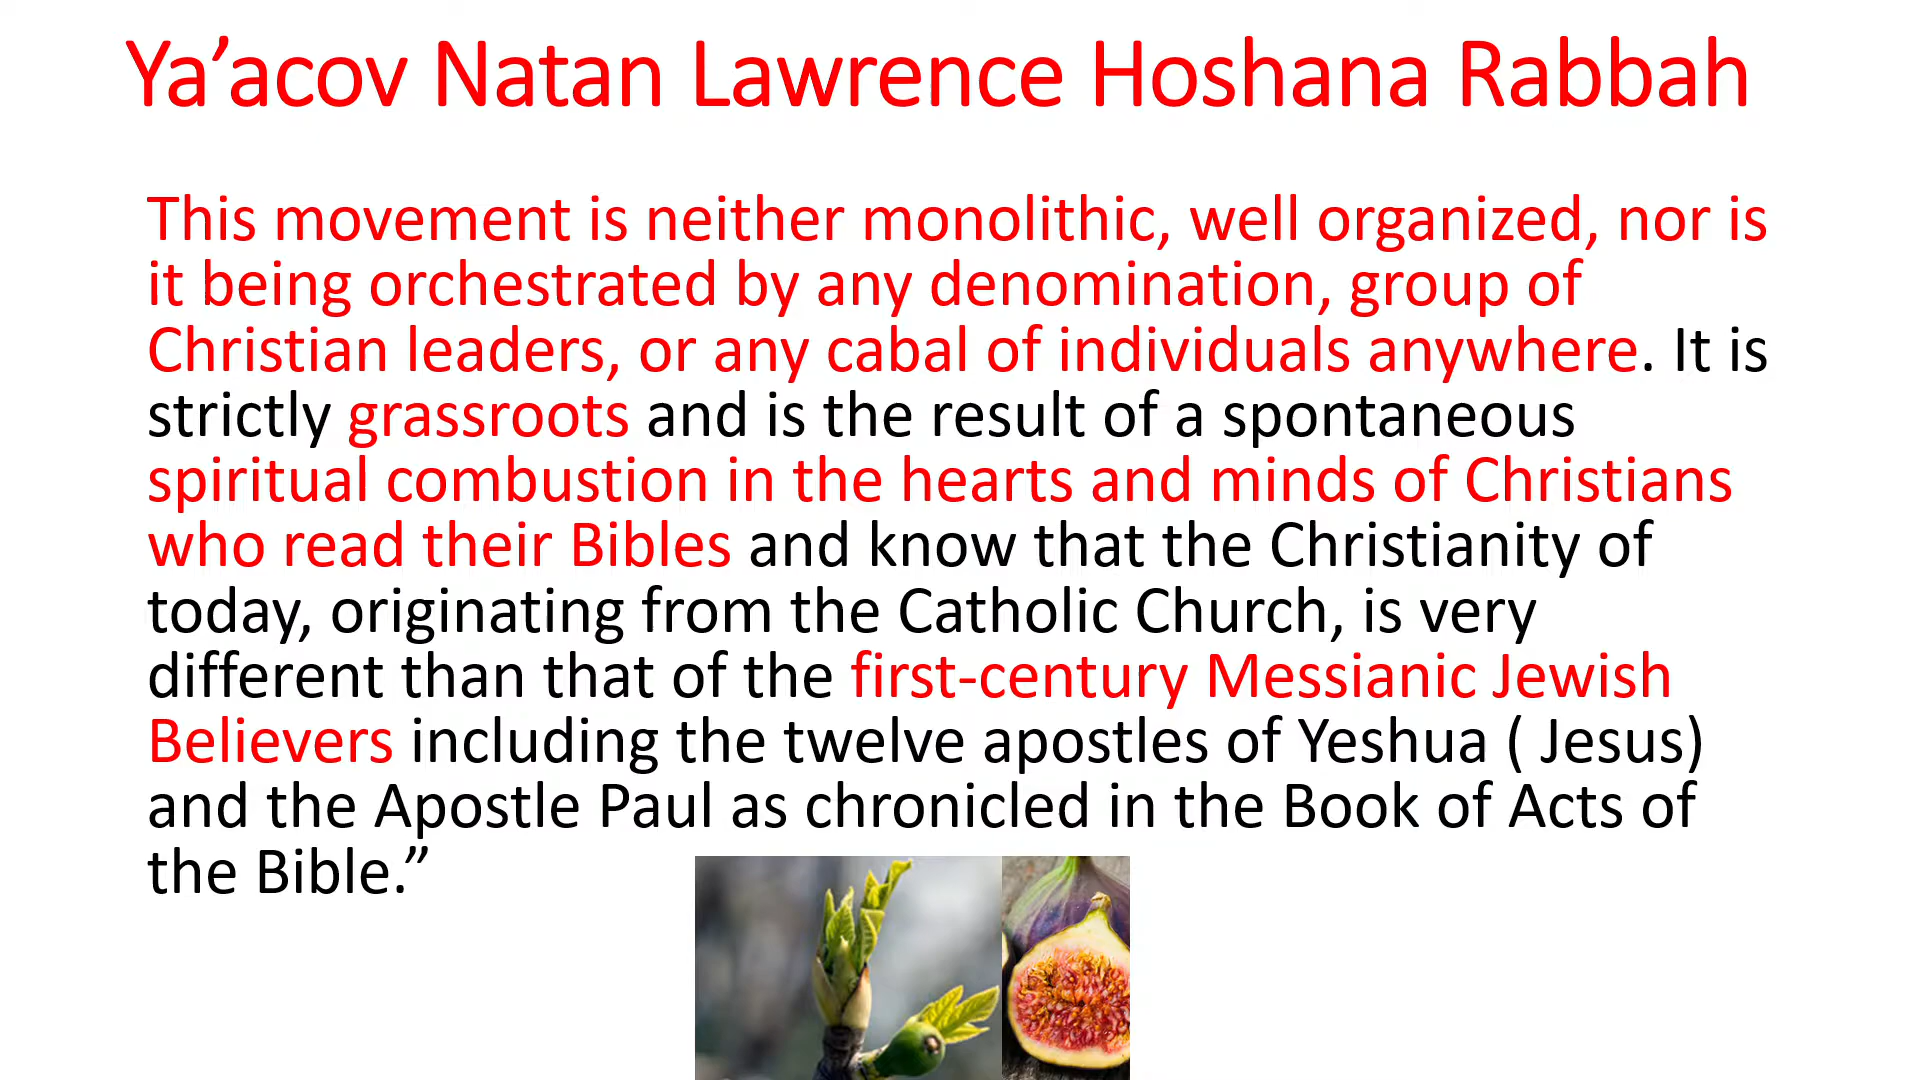 Ya’acov Natan Lawrence Hoshana Rabbah
This movement is neither monolithic, well organized, nor is
it being orchestrated by any denomination, group of
Christian leaders, or any cabal of individuals anywhere. It is
strictly grassroots and is the result of a spontaneous
spiritual combustion in the hearts and minds of Christians
who read their Bibles and know that the Christianity of
today, originating from the Catholic Church, is very
different than that of the first-century Messianic Jewish
Believers including the twelve apostles of Yeshua ( Jesus)
and the Apostle Paul as chronicled in the Book of Acts of
the Bible.”